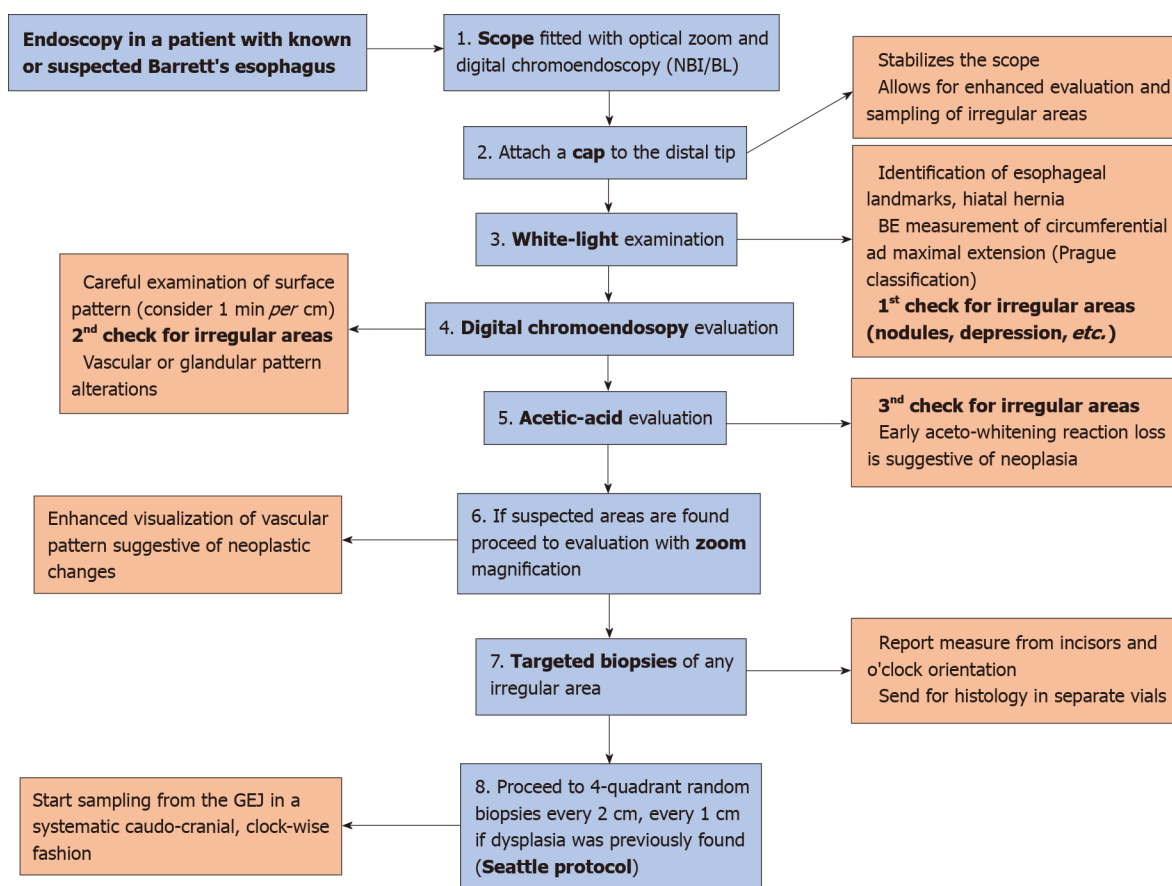 Endoscopy in a patient with known
or suspected Barrett's esophagus
1. Scope fitted with optical zoom and
digital chromoendoscopy (NBI/BL)
Stabilizes the scope
Allows for enhanced evaluation and
sampling of irregular areas
2. Attach a cap to the distal tip
Identification of esophageal
landmarks, hiatal hernia
BE measurement of circumferential
ad maximal extension (Prague
classification)
1st check for irregular areas
(nodules, depression, etc.)
3. White-light examination
Careful examination of surface
pattern (consider 1 min per cm)
2nd check for irregular areas
Vascular or glandular pattern
alterations
4. Digital chromoendosopy evaluation
5. Acetic-acid evaluation
3nd check for irregular areas
Early aceto-whitening reaction loss
is suggestive of neoplasia
6. If suspected areas are found
proceed to evaluation with zoom
magnification
Enhanced visualization of vascular
pattern suggestive of neoplastic
changes
7. Targeted biopsies of any
irregular area
Report measure from incisors and
o'clock orientation
Send for histology in separate vials
8. Proceed to 4-quadrant random
biopsies every 2 cm, every 1 cm
if dysplasia was previously found
(Seattle protocol)
Start sampling from the GEJ in a
systematic caudo-cranial, clock-wise
fashion